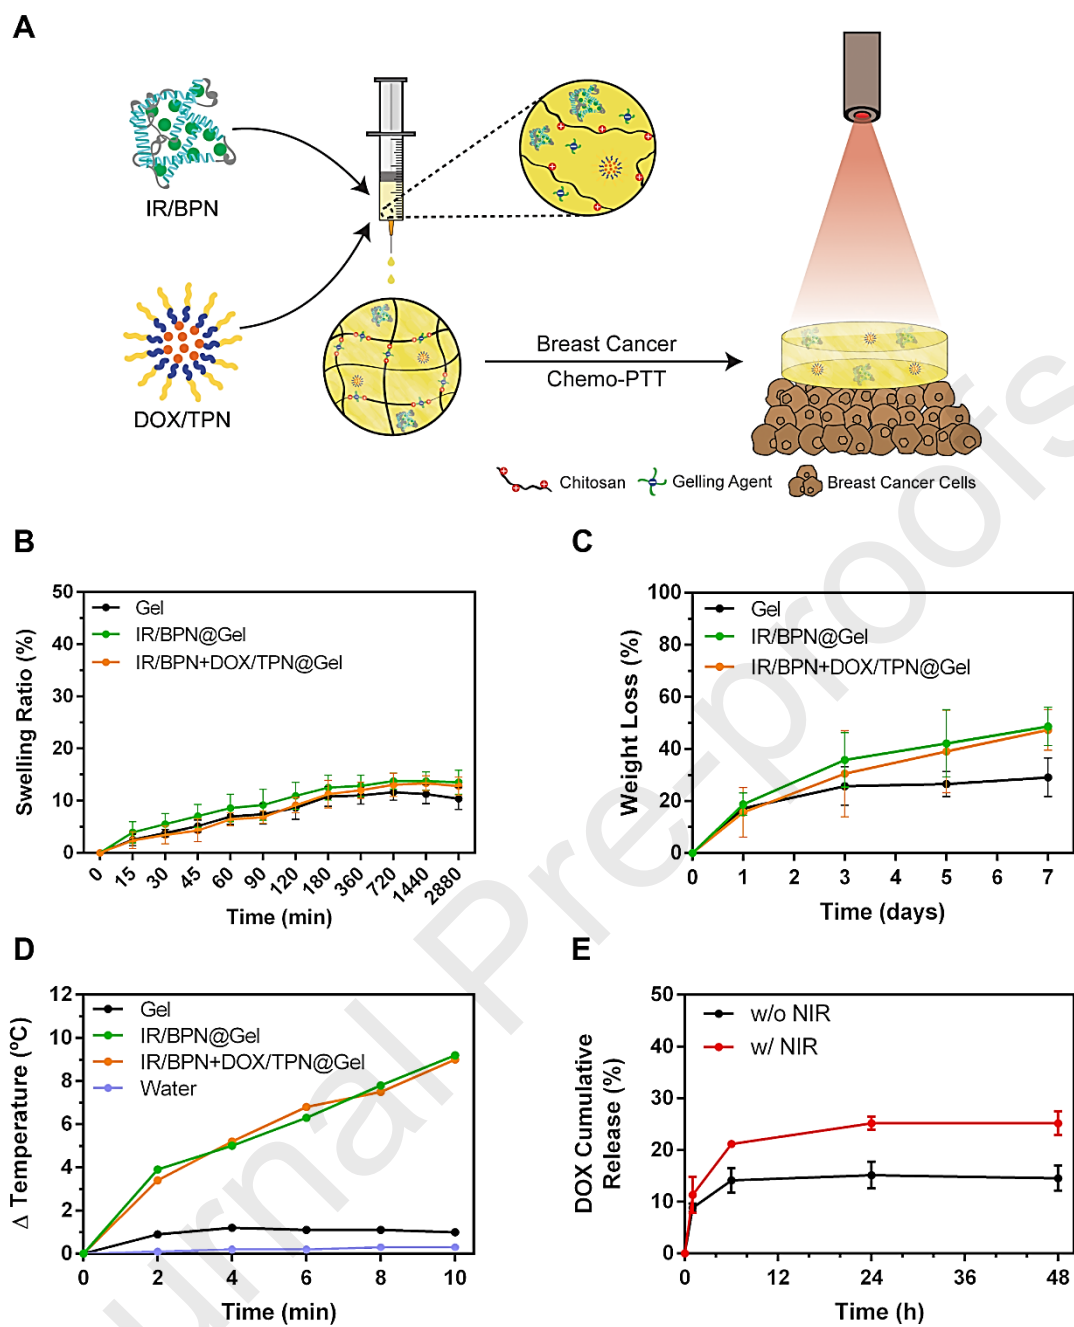 A
IR/BPN
DOX/TPN
Breast Cancer
Chemo-PTT
Chitosan
Gelling Agent
Breast Cancer Cells
B
Swelling Ratio (%)
50
40
30
20
10
0
Gel
IR/BPN@Gel
IR/BPN+DOX/TPN@Gel
0 15 30 45 60 90 120 180 360 720 1440 2880
Time (min)
C
Weight Loss (%)
100
80
60
40
20
0
Gel
IR/BPN@Gel
IR/BPN+DOX/TPN@Gel
0 1 2 3 4 5 6 7
Time (days)
D
Δ Temperature (ºC)
12
10
8
6
4
2
0
Gel
IR/BPN@Gel
IR/BPN+DOX/TPN@Gel
Water
0 2 4 6 8 10
Time (min)
E
DOX Cumulative
Release (%)
50
40
30
20
10
0
w/o NIR
w/ NIR
0 12 24 36 48
Time (h)
urnal Pre-proofs